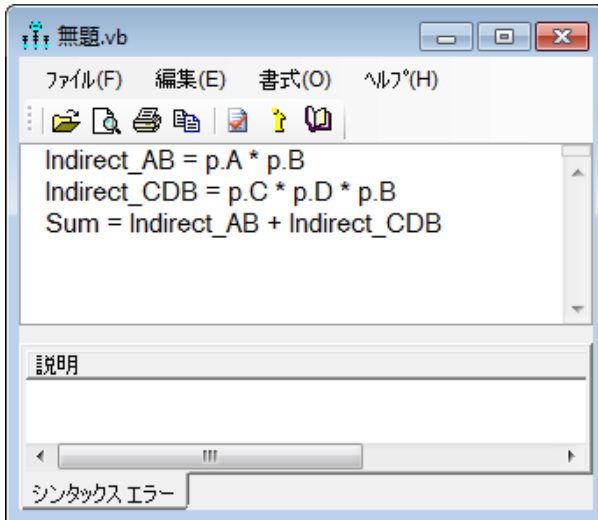 無題.vb
ファイル(F) 編集(E) 書式(O) ヘルプ(H)
Indirect_AB = p.A * p.B
Indirect_CDB = p.C * p.D * p.B
Sum = Indirect_AB + Indirect_CDB
説明
シンタックス エラー